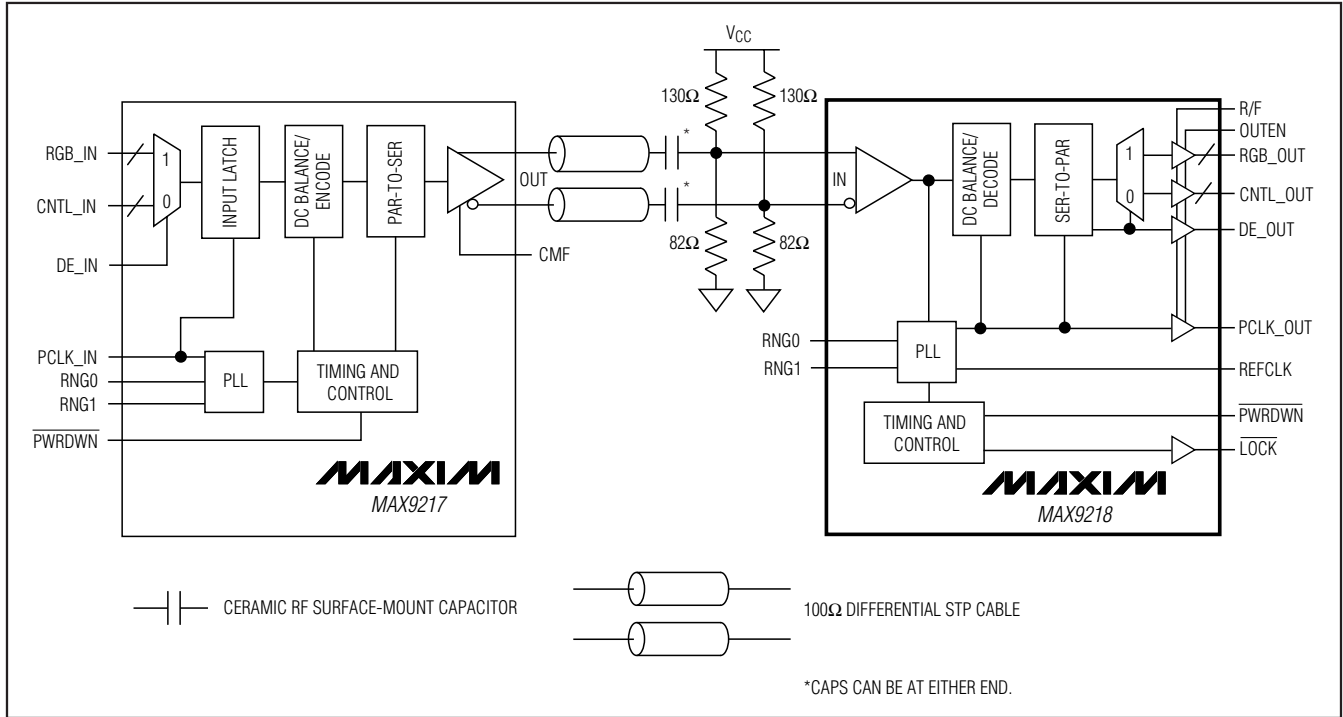 VCC
130Ω
130Ω
82Ω
82Ω
*
*
RGB_IN
CNTL_IN
DE_IN
PCLK_IN
RNG0
RNG1
PWRDWN
1
0
INPUT LATCH
DC BALANCE/
ENCODE
PAR-TO-SER
PLL
TIMING AND
CONTROL
OUT
CMF
MAXIM
MAX9217
IN
DC BALANCE/
DECODE
SER-TO-PAR
1
0
RNG0
RNG1
PLL
TIMING AND
CONTROL
R/F
OUTEN
RGB_OUT
CNTL_OUT
DE_OUT
PCLK_OUT
REFCLK
PWRDWN
LOCK
MAXIM
MAX9218
CERAMIC RF SURFACE-MOUNT CAPACITOR
100Ω DIFFERENTIAL STP CABLE
*CAPS CAN BE AT EITHER END.